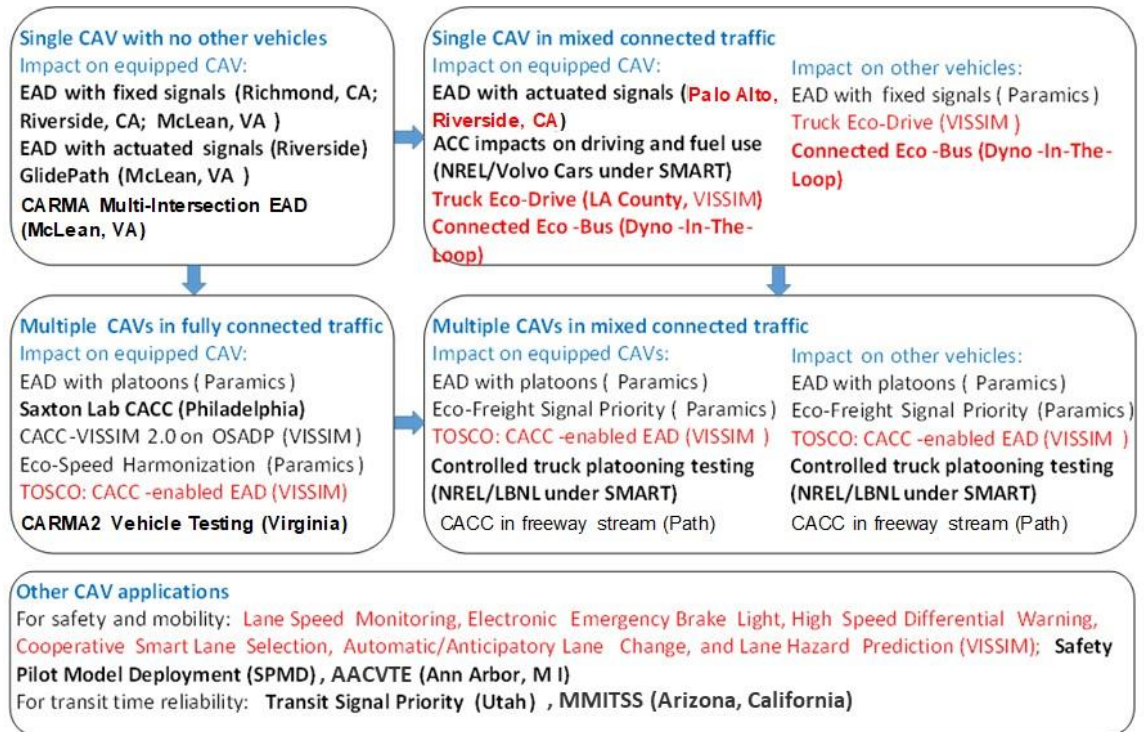 Single CAV with no other vehicles
Impact on equipped CAV:
EAD with fixed signals (Richmond, CA;
Riverside, CA; McLean, VA )
EAD with actuated signals (Riverside)
GlidePath (McLean, VA )
CARMA Multi-Intersection EAD
(McLean, VA)
Single CAV in mixed connected traffic
Impact on equipped CAV:
EAD with actuated signals (Palo Alto,
Riverside, CA)
ACC impacts on driving and fuel use
(NREL/Volvo Cars under SMART)
Truck Eco-Drive (LA County, VISSIM)
Connected Eco -Bus (Dyno -In-The-
Loop)
Impact on other vehicles:
EAD with fixed signals ( Paramics)
Truck Eco-Drive (VISSIM )
Connected Eco -Bus (Dyno -In-The-
Loop)
Multiple CAVs in fully connected traffic
Impact on equipped CAV:
EAD with platoons ( Paramics)
Saxton Lab CACC (Philadelphia)
CACC-VISSIM 2.0 on OSADP (VISSIM )
Eco-Speed Harmonization (Paramics)
TOSCO: CACC -enabled EAD (VISSIM)
CARMA2 Vehicle Testing (Virginia)
Multiple CAVs in mixed connected traffic
Impact on equipped CAVs:
EAD with platoons ( Paramics)
Eco-Freight Signal Priority ( Paramics)
TOSCO: CACC -enabled EAD (VISSIM )
Controlled truck platooning testing
(NREL/LBNL under SMART)
CACC in freeway stream (Path)
Impact on other vehicles:
EAD with platoons ( Paramics)
Eco-Freight Signal Priority (Paramics)
TOSCO: CACC -enabled EAD (VISSIM )
Controlled truck platooning testing
(NREL/LBNL under SMART)
CACC in freeway stream (Path)
Other CAV applications
For safety and mobility: Lane Speed Monitoring, Electronic Emergency Brake Light, High Speed Differential Warning,
Cooperative Smart Lane Selection, Automatic/Anticipatory Lane Change, and Lane Hazard Prediction (VISSIM); Safety
Pilot Model Deployment (SPMD) , AACVTE (Ann Arbor, M I)
For transit time reliability: Transit Signal Priority (Utah) , MMITSS (Arizona, California)